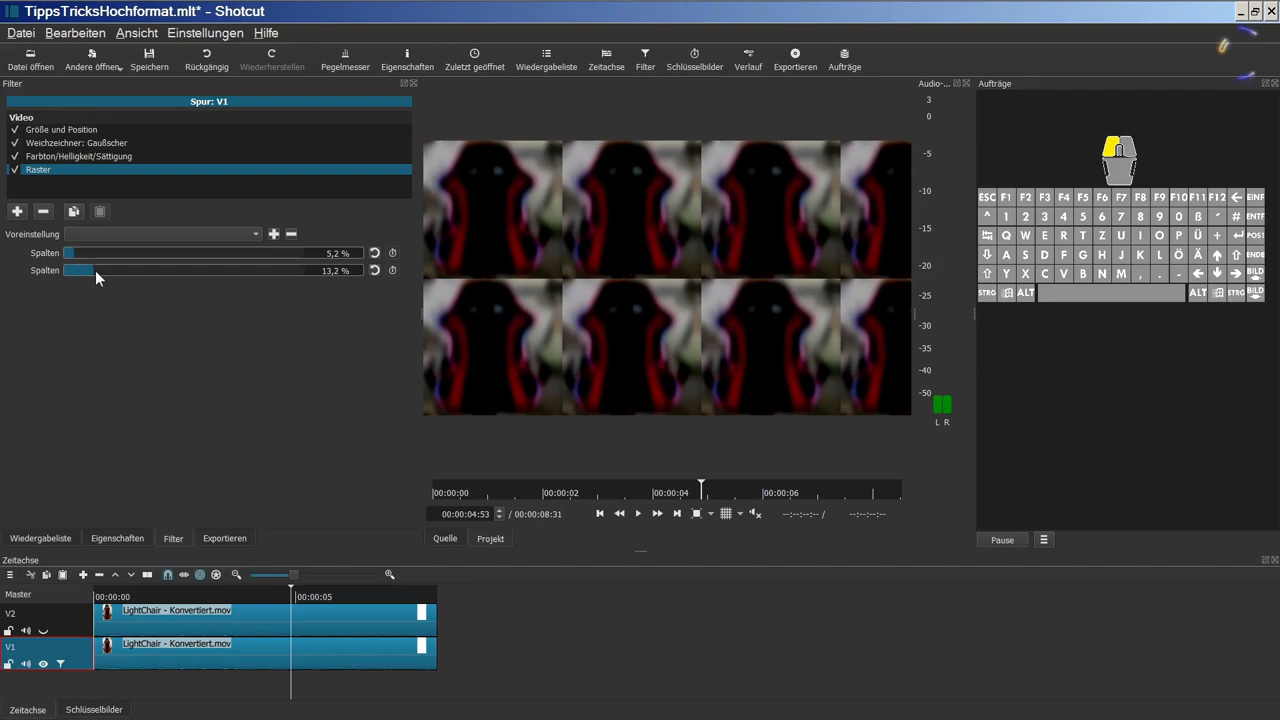 TippsTricksHochformat.mlt* - Shotcut
Datei Bearbeiten Ansicht Einstellungen Hilfe
Datei öffnen Andere öffnen Speichern Rückgängig Wiederherstellen Pegelmesser Eigenschaften Zuletzt geöffnet Wiedergabeliste Zeitachse Filter Schlüsselbilder Verlauf Exportieren Aufträge
Filter
Spur: V1
Video
Größe und Position
Weichzeichner: Gaußscher
Farbton/Helligkeit/Sättigung
Raster
Voreinstellung
Spalten 5,2 %
Spalten 13,2 %
Audio-...
3
0
-5
-10
-15
-20
-25
-30
-35
-40
-50
L R
00:00:00 00:00:02 00:00:04 00:00:06
00:00:04:53 / 00:00:08:31 --:--:--:-- / --:--:--:--
Wiedergabeliste Eigenschaften Filter Exportieren
Quelle Projekt
Aufträge
ESC F1 F2 F3 F4 F5 F6 F7 F8 F9 F10 F11 F12 ← EINF
^ 1 2 3 4 5 6 7 8 9 0 ß ´ # ENTF
Q W E R T Z U I O P Ü + POS1
A S D F G H J K L Ö Ä ENDE
Y X C V B N M , . - BILD
STRG ALT ALT STRG BILD
Pause
Zeitachse
Master 00:00:00 00:00:05
V2 LightChair - Konvertiert.mov
V1 LightChair - Konvertiert.mov
Zeitachse Schlüsselbilder